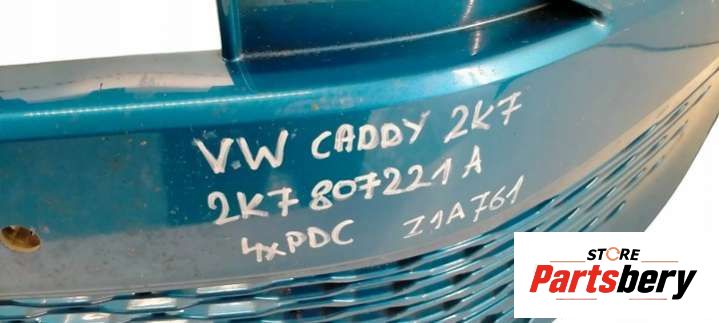 VW CADDY 2K7
2K7 807221 A
4xPDC Z1A761
STORE
Partsbery